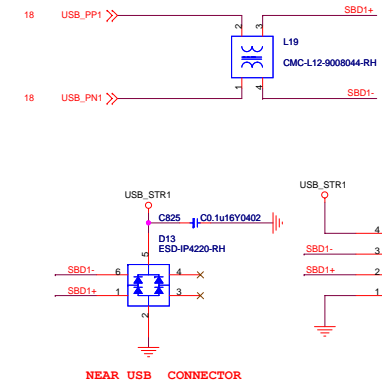 18 USB_PP1 2 3 SBD1+
L19
CMC-L12-9008044-RH
18 USB_PN1 1 4 SBD1-
USB_STR1 USB_STR1
C825 C0.1u16Y0402
D13
ESD-IP4220-RH
5 4
SBD1- 6 4 SBD1- 3
SBD1+ 1 3 SBD1+ 2
2 1
NEAR USB CONNECTOR